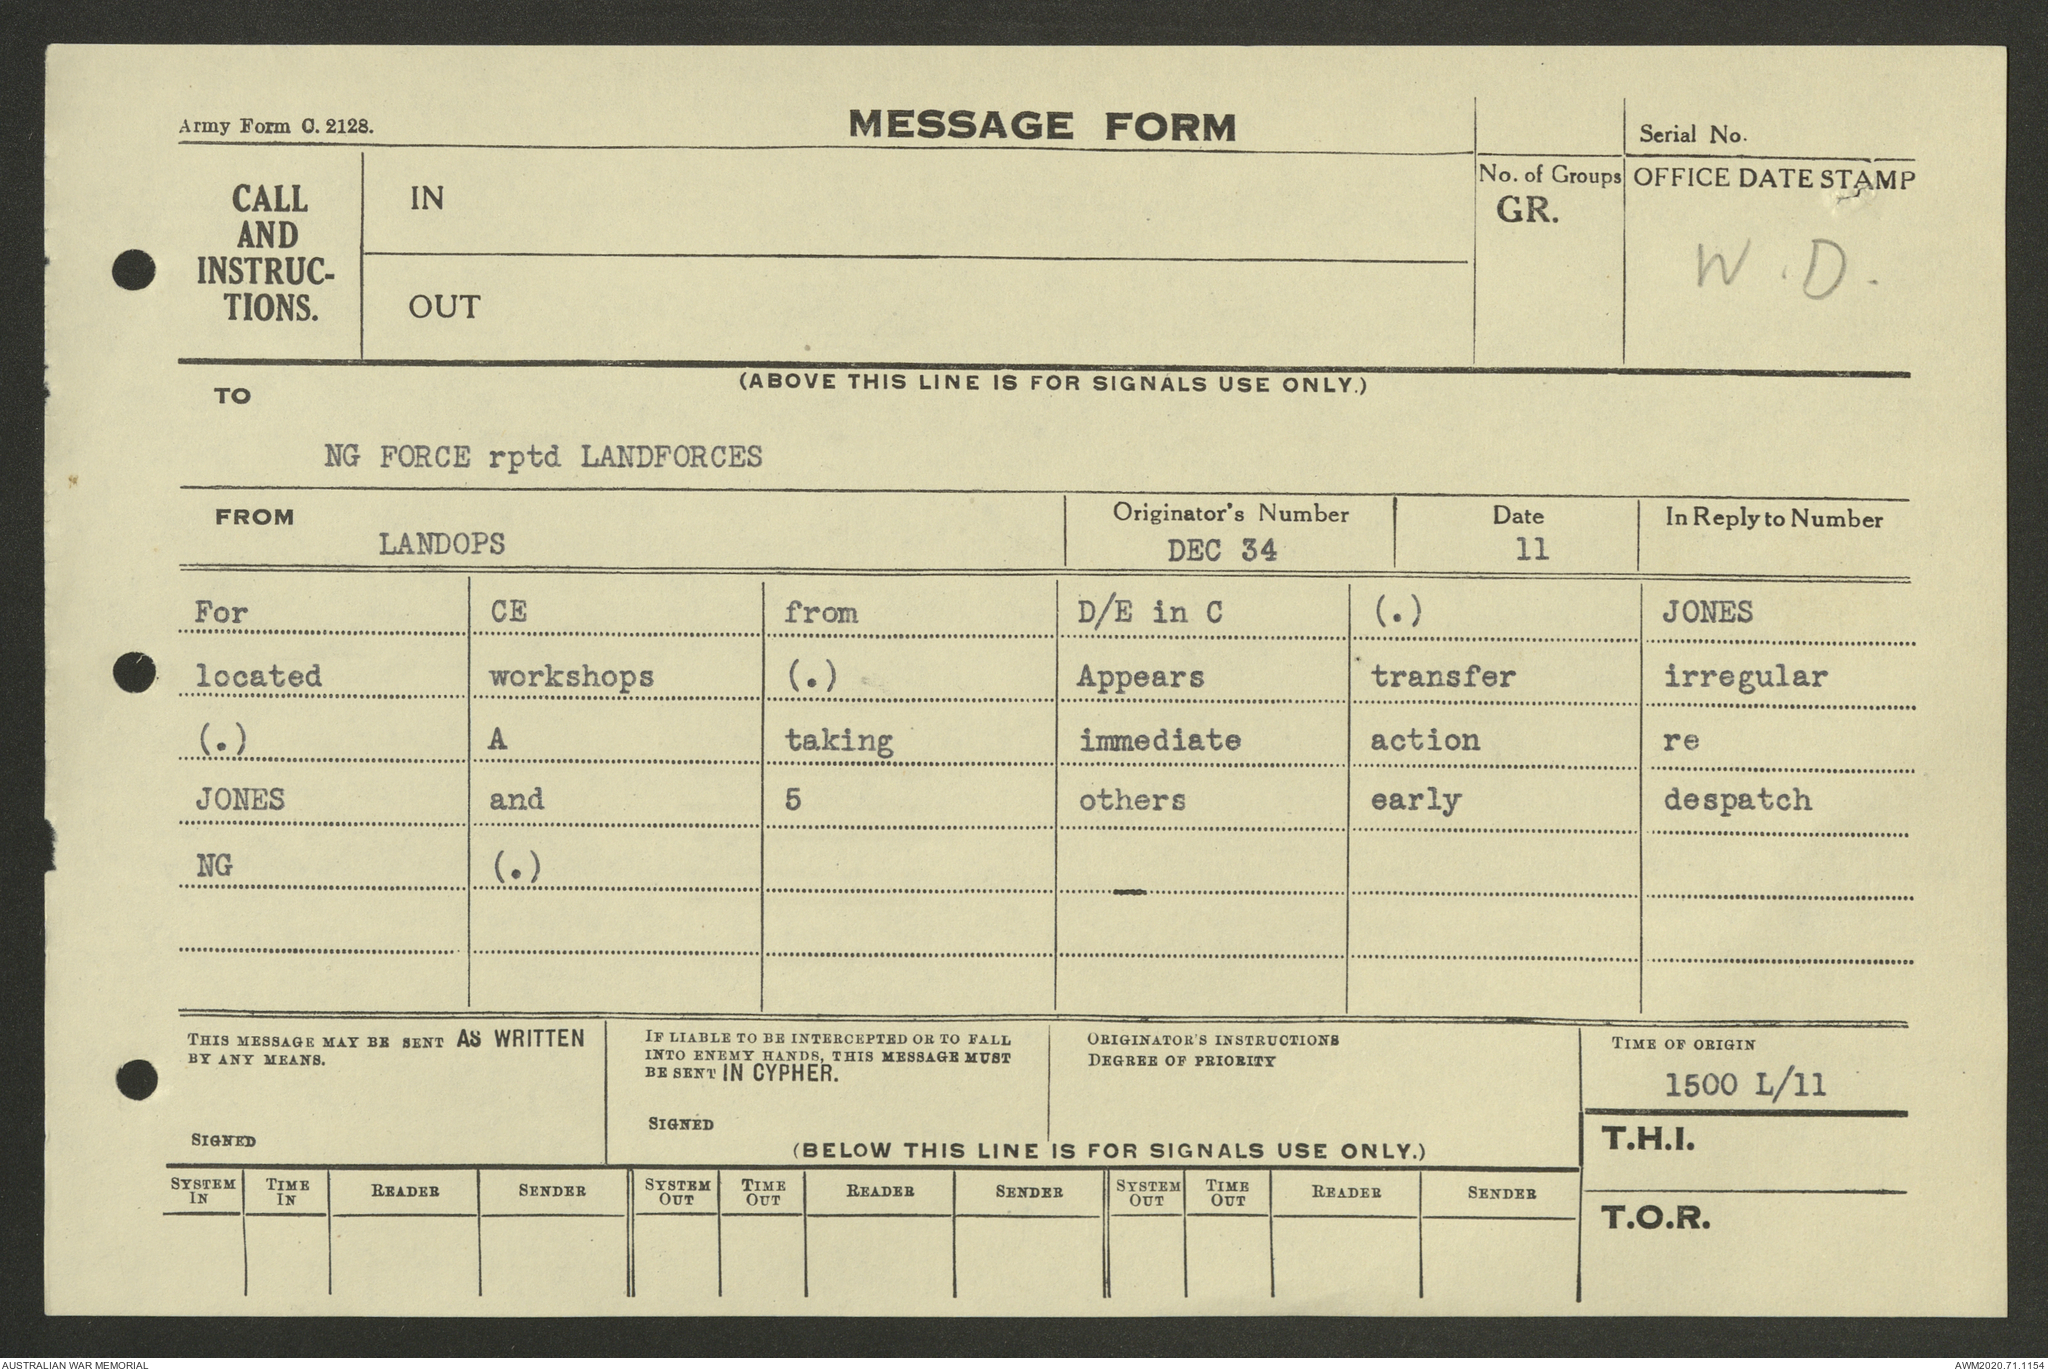 Army Form C. 2128.
MESSAGE FORM
Serial No.
CALL
AND
INSTRUC-
TIONS.
IN
OUT
No. of Groups
GR.
OFFICE DATE STAMP
W.D.
(ABOVE THIS LINE IS FOR SIGNALS USE ONLY.)
TO
NG FORCE rptd LANDFORCES
FROM
LANDOPS
Originator's Number
DEC 34
Date
11
In Reply to Number
For CE from D/E in C (.) JONES
located workshops (.) Appears transfer irregular
(.) A taking immediate action re
JONES and 5 others early despatch
NG (.)
THIS MESSAGE MAY BE SENT AS WRITTEN
BY ANY MEANS.
SIGNED
IF LIABLE TO BE INTERCEPTED OR TO FALL
INTO ENEMY HANDS, THIS MESSAGE MUST
BE SENT IN CYPHER.
SIGNED
ORIGINATOR'S INSTRUCTIONS
DEGREE OF PRIORITY
TIME OF ORIGIN
1500 L/11
(BELOW THIS LINE IS FOR SIGNALS USE ONLY.)
T.H.I.
T.O.R.
SYSTEM IN TIME IN READER SENDER SYSTEM OUT TIME OUT READER SENDER SYSTEM OUT TIME OUT READER SENDER
AUSTRALIAN WAR MEMORIAL
AWM2020.71.1154